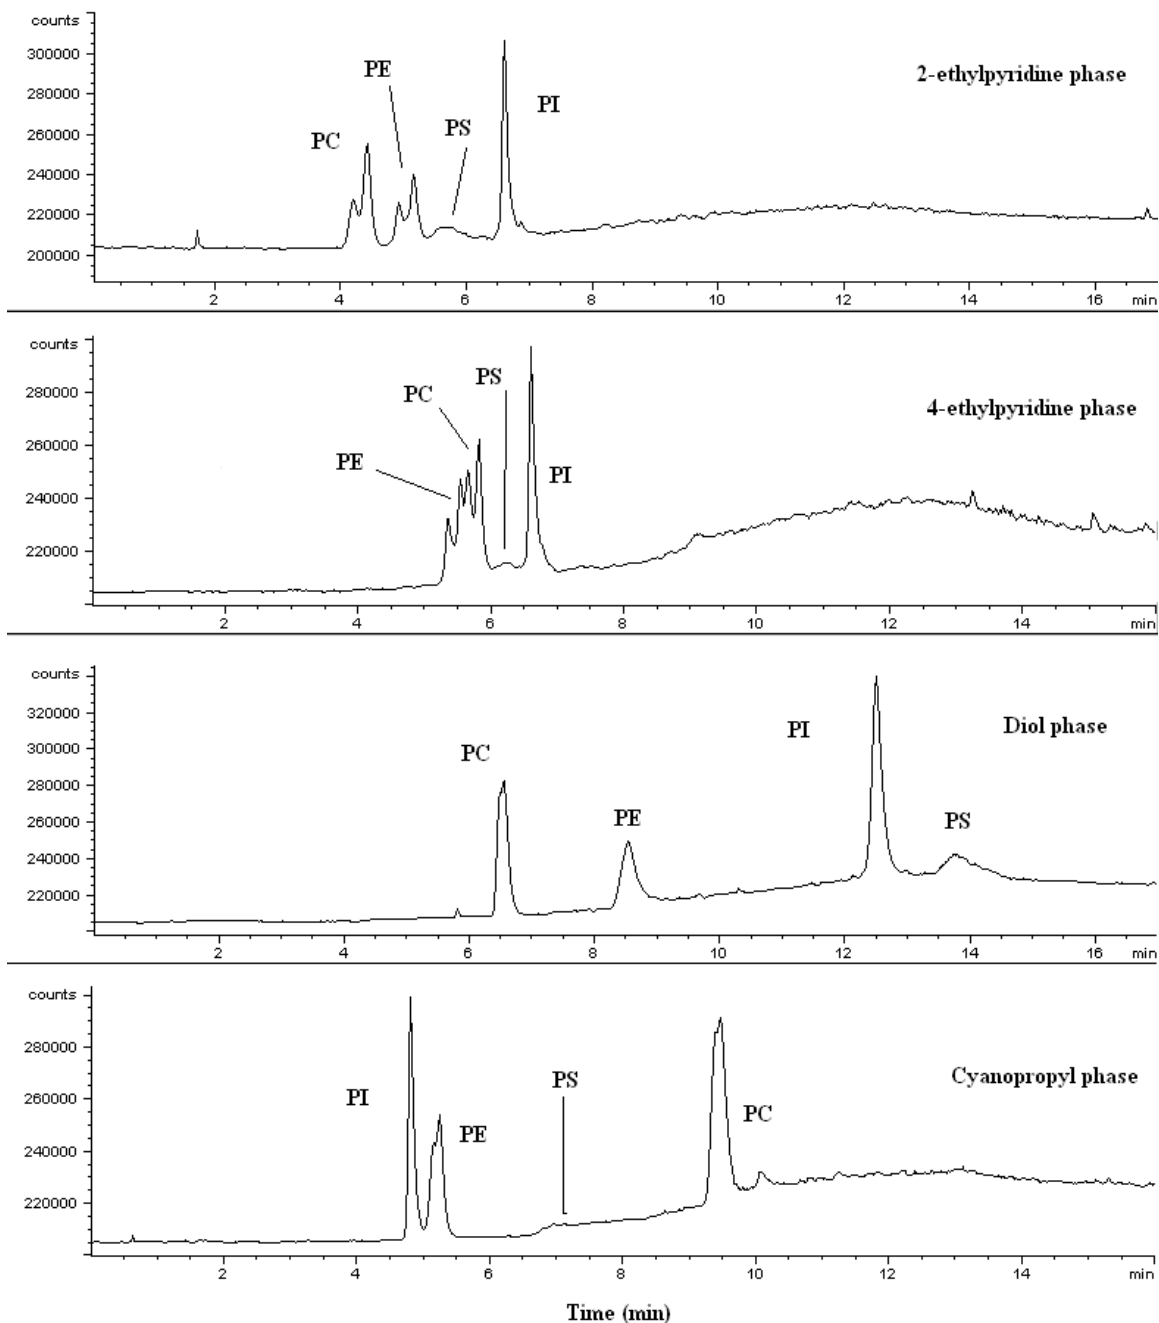 counts
300000
280000
260000
240000
220000
200000
PC
PE
PS
PI
2-ethylpyridine phase
2 4 6 8 10 12 14 16 min
counts
280000
260000
240000
220000
PE
PC
PS
PI
4-ethylpyridine phase
2 4 6 8 10 12 14 min
counts
320000
300000
280000
260000
240000
220000
PC
PE
PI
PS
Diol phase
2 4 6 8 10 12 14 16 min
counts
280000
260000
240000
220000
PI
PE
PS
PC
Cyanopropyl phase
2 4 6 8 10 12 14 min
Time (min)